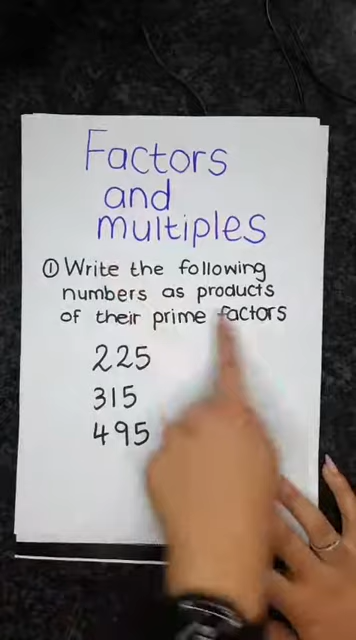 Factors
and
multiples
① Write the following
numbers as products
of their prime factors
225
315
495